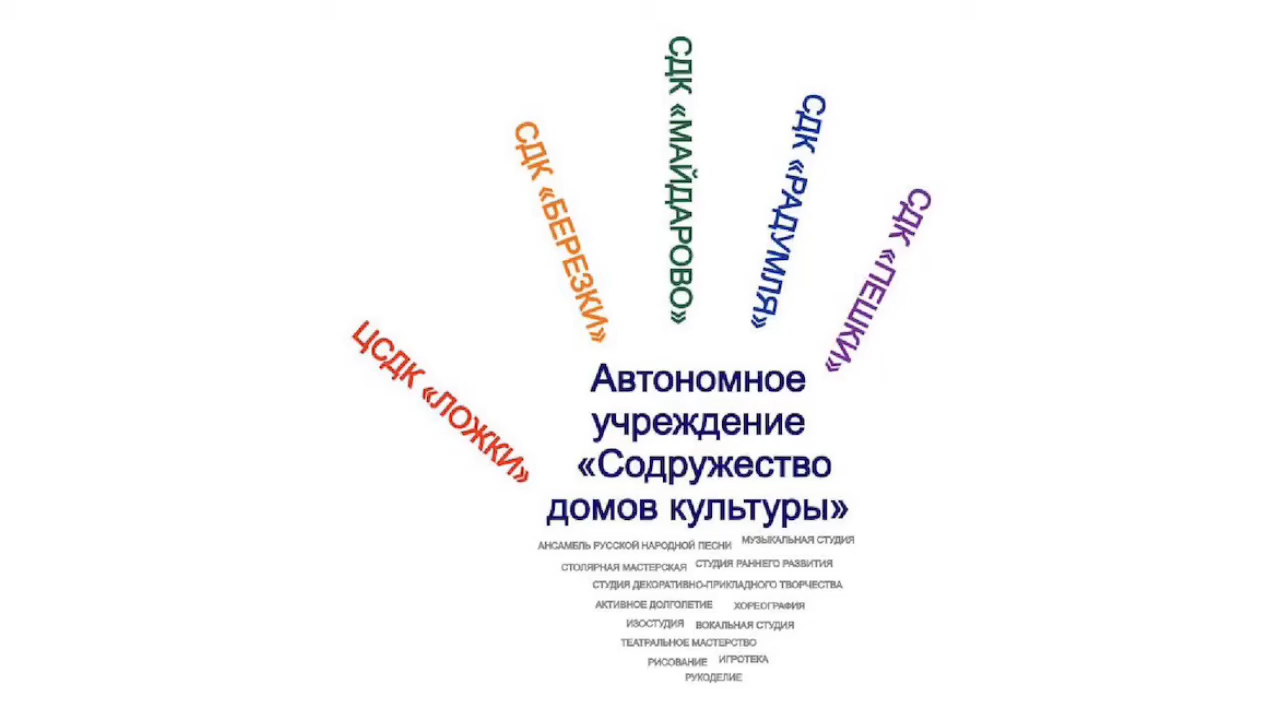 ЦСДК «ЛОЖКИ»
СДК «БЕРЕЗКИ»
СДК «МАЙДАРОВО»
СДК «РАДУМЛЯ»
СДК «ПЕШКИ»
Автономное
учреждение
«Содружество
домов культуры»
АНСАМЕЛЬ РУССКОЙ НАРОДНОЙ ПЕСНИ МУЗЫКАЛЬНАЯ СТУДИЯ
СТОЛЯРНАЯ МАСТЕРСКАЯ СТУДИЯ РАННЕГО РАЗВИТИЯ
СТУДИЯ ДЕКОРАТИВНО-ПРИКЛАДНОГО ТВОРЧЕСТВА
АКТИВНОЕ ДОЛГОЛЕТИЕ ХОРЕОГРАФИЯ
ИЗОСТУДИЯ ВОКАЛЬНАЯ СТУДИЯ
ТЕАТРАЛЬНОЕ МАСТЕРСТВО
РИСОВАНИЕ ИГРОТЕКА
РУКОДЕЛИЕ